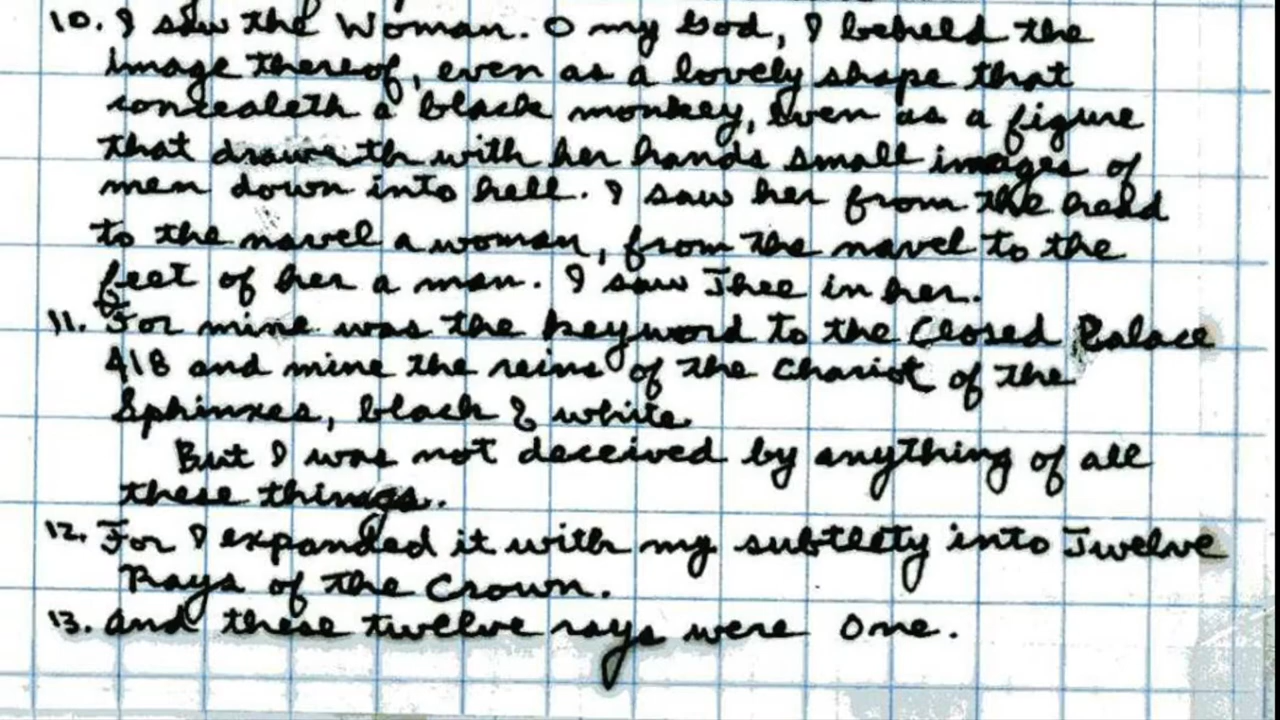 10. I saw the Woman. O my God, I beheld the
image thereof, even as a lovely shape that
concealeth a black monkey, even as a figure
that draweth with her hands small images of
men down into hell. I saw her from the head
to the navel a woman, from the navel to the
feet of her a man. I saw Thee in her.
11. For mine was the keyword to the Closed Palace
418 and mine the reins of the Chariot of the
Sphinxes, black & white.
But I was not deceived by anything of all
these things.
12. For I expanded it with my subtlety into Twelve
Rays of the Crown.
13. And these twelve rays were One.